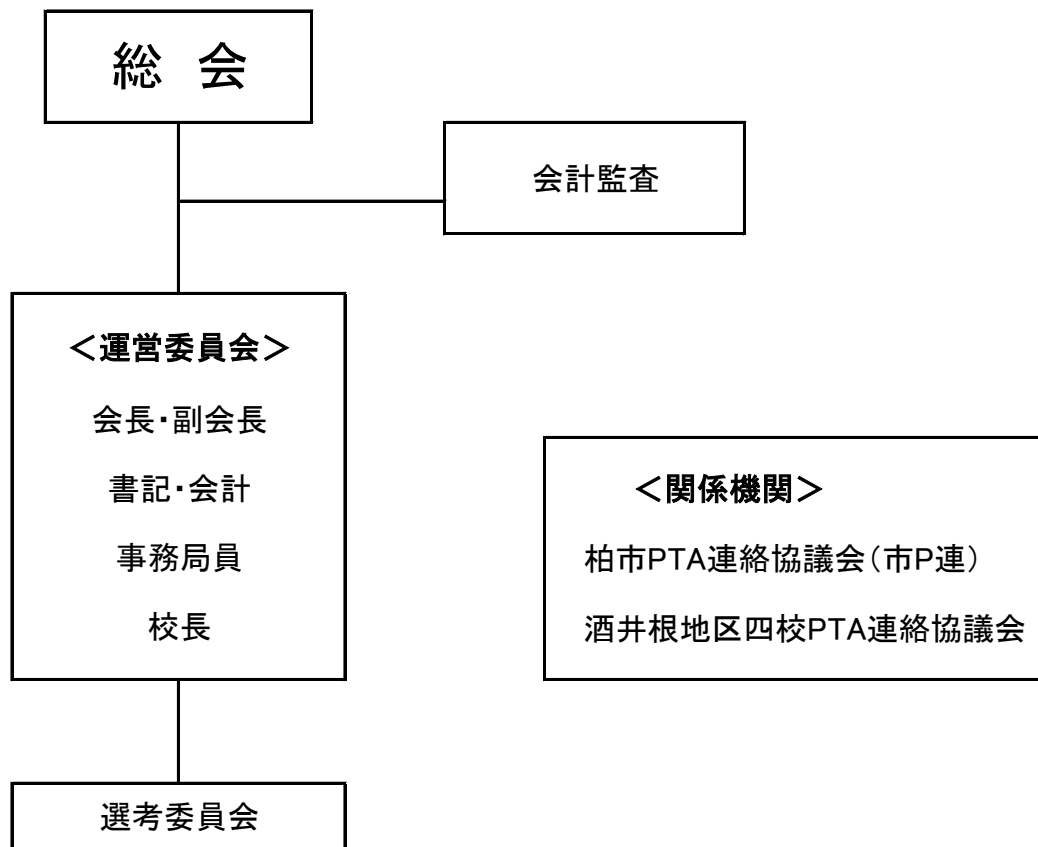 総 会
会計監査
＜運営委員会＞
会長・副会長
書記・会計
事務局員
校長
＜関係機関＞
柏市PTA連絡協議会（市P連）
酒井根地区四校PTA連絡協議会
選考委員会